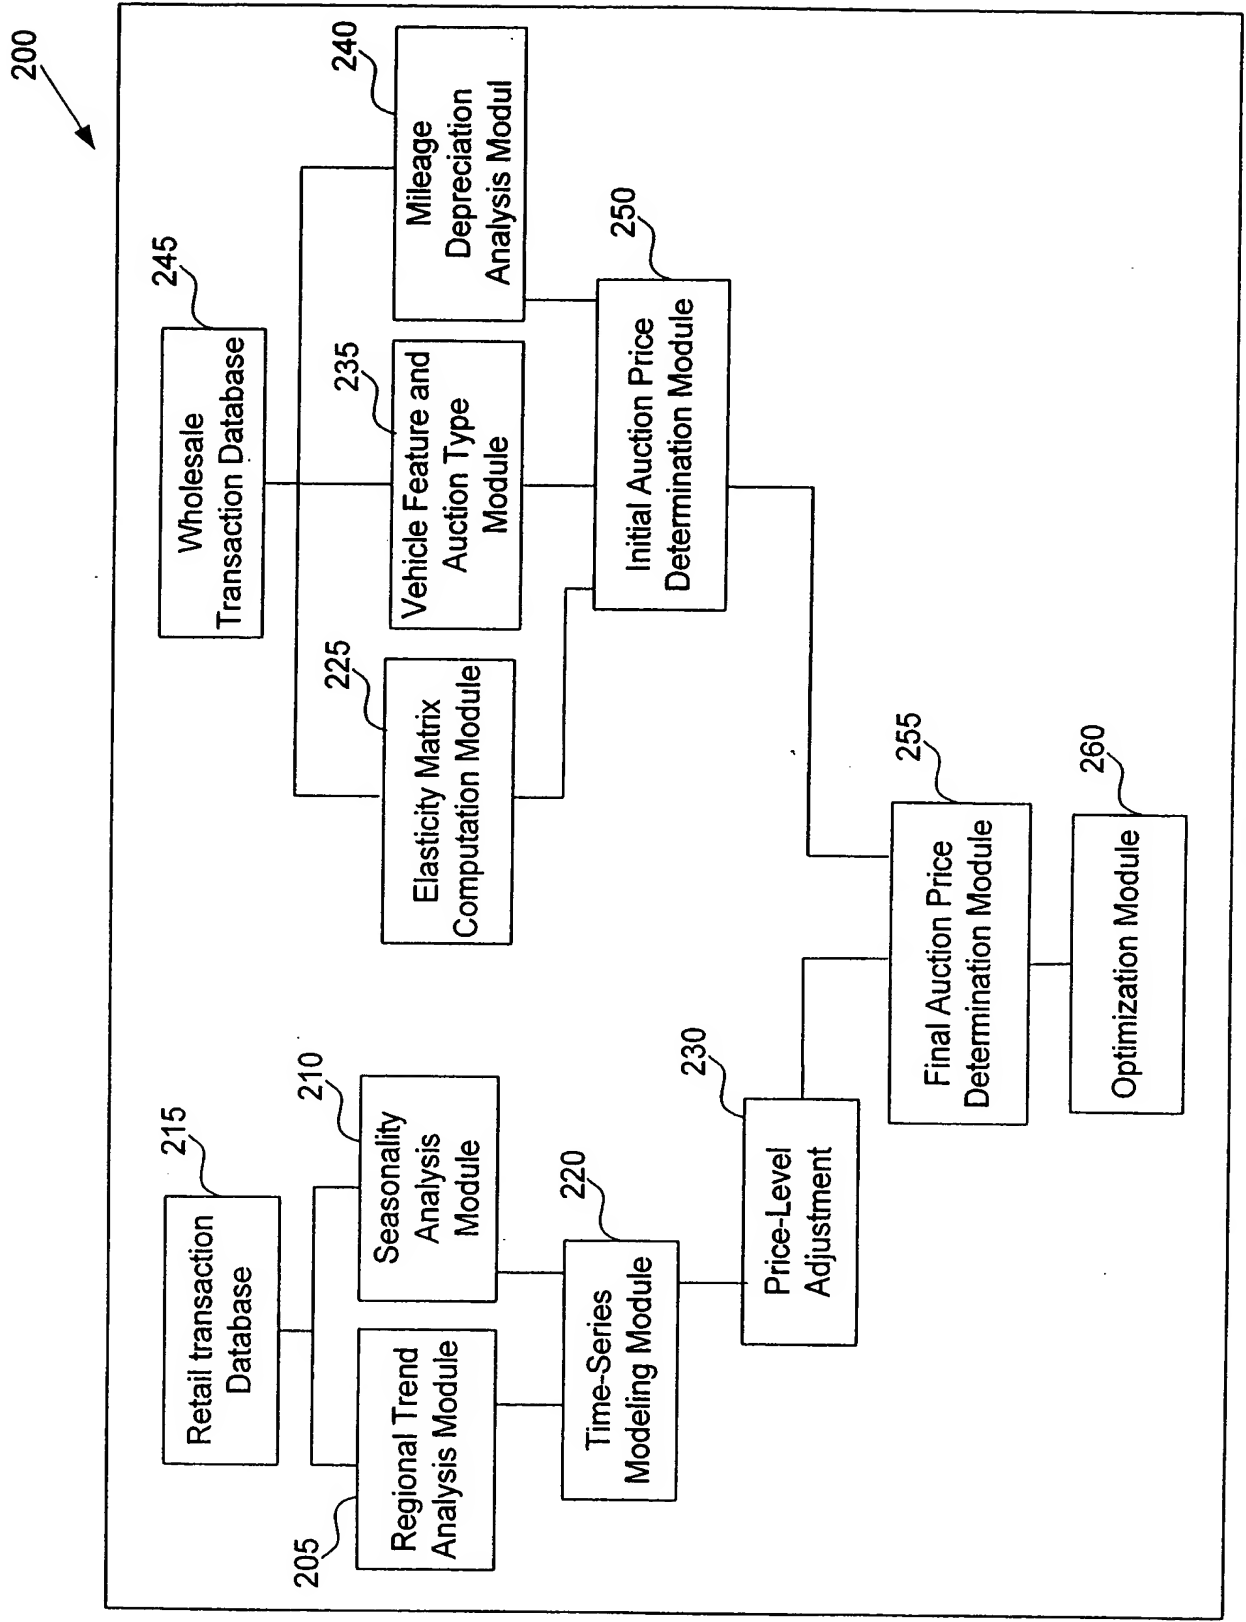 200
215
Retail transaction
Database
245
Wholesale
Transaction Database
205
Regional Trend
Analysis Module
210
Seasonality
Analysis
Module
225
Elasticity Matrix
Computation Module
235
Vehicle Feature and
Auction Type
Module
240
Mileage
Depreciation
Analysis Modul
220
Time-Series
Modeling Module
250
Initial Auction Price
Determination Module
230
Price-Level
Adjustment
255
Final Auction Price
Determination Module
260
Optimization Module